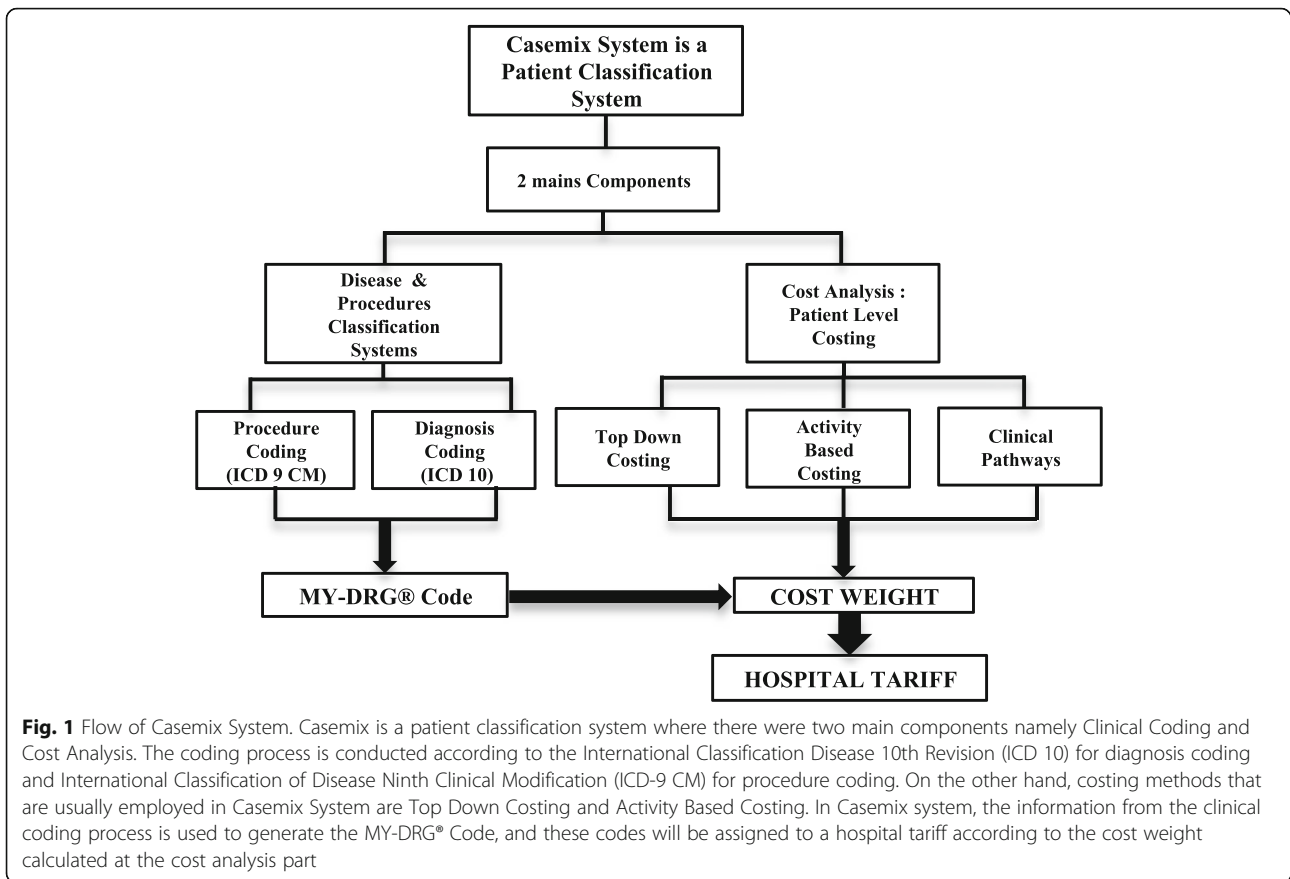 Casemix System is a
Patient Classification
System
2 mains Components
Disease &
Procedures
Classification
Systems
Cost Analysis :
Patient Level
Costing
Procedure
Coding
(ICD 9 CM)
Diagnosis
Coding
(ICD 10)
Top Down
Costing
Activity
Based
Costing
Clinical
Pathways
MY-DRG® Code
COST WEIGHT
HOSPITAL TARIFF
Fig. 1 Flow of Casemix System. Casemix is a patient classification system where there were two main components namely Clinical Coding and
Cost Analysis. The coding process is conducted according to the International Classification Disease 10th Revision (ICD 10) for diagnosis coding
and International Classification of Disease Ninth Clinical Modification (ICD-9 CM) for procedure coding. On the other hand, costing methods that
are usually employed in Casemix System are Top Down Costing and Activity Based Costing. In Casemix system, the information from the clinical
coding process is used to generate the MY-DRG® Code, and these codes will be assigned to a hospital tariff according to the cost weight
calculated at the cost analysis part